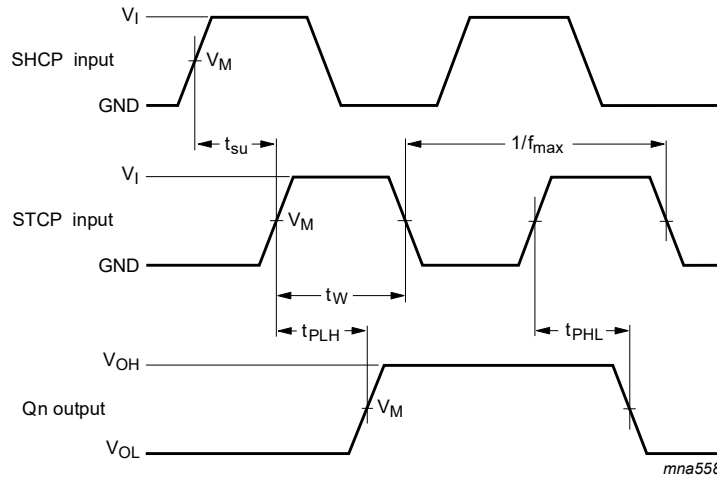 VI
SHCP input
VM
GND
tsu
1/fmax
VI
STCP input
VM
GND
tW
tPLH
tPHL
VOH
Qn output
VM
VOL
mna558